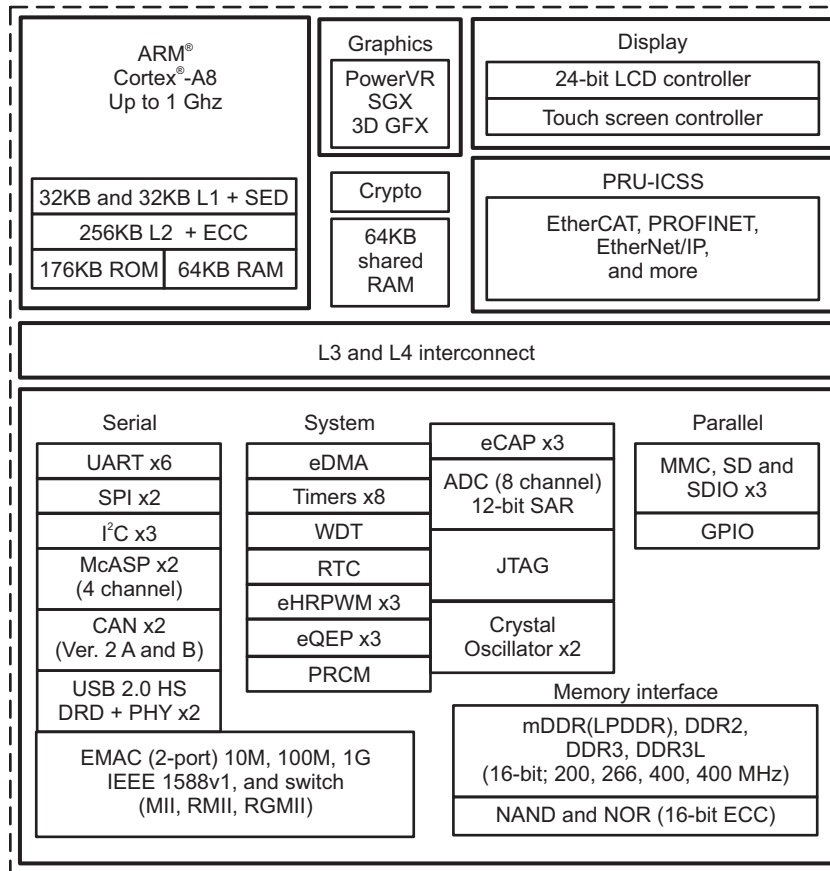 ARM®
Cortex®-A8
Up to 1 Ghz
32KB and 32KB L1 + SED
256KB L2 + ECC
176KB ROM
64KB RAM
Graphics
PowerVR
SGX
3D GFX
Crypto
64KB
shared
RAM
Display
24-bit LCD controller
Touch screen controller
PRU-ICSS
EtherCAT, PROFINET,
EtherNet/IP,
and more
L3 and L4 interconnect
Serial
UART x6
SPI x2
I²C x3
McASP x2
(4 channel)
CAN x2
(Ver. 2 A and B)
USB 2.0 HS
DRD + PHY x2
EMAC (2-port) 10M, 100M, 1G
IEEE 1588v1, and switch
(MII, RMII, RGMII)
System
eDMA
Timers x8
WDT
RTC
eHRPWM x3
eQEP x3
PRCM
eCAP x3
ADC (8 channel)
12-bit SAR
JTAG
Crystal
Oscillator x2
Parallel
MMC, SD and
SDIO x3
GPIO
Memory interface
mDDR(LPDDR), DDR2,
DDR3, DDR3L
(16-bit; 200, 266, 400, 400 MHz)
NAND and NOR (16-bit ECC)